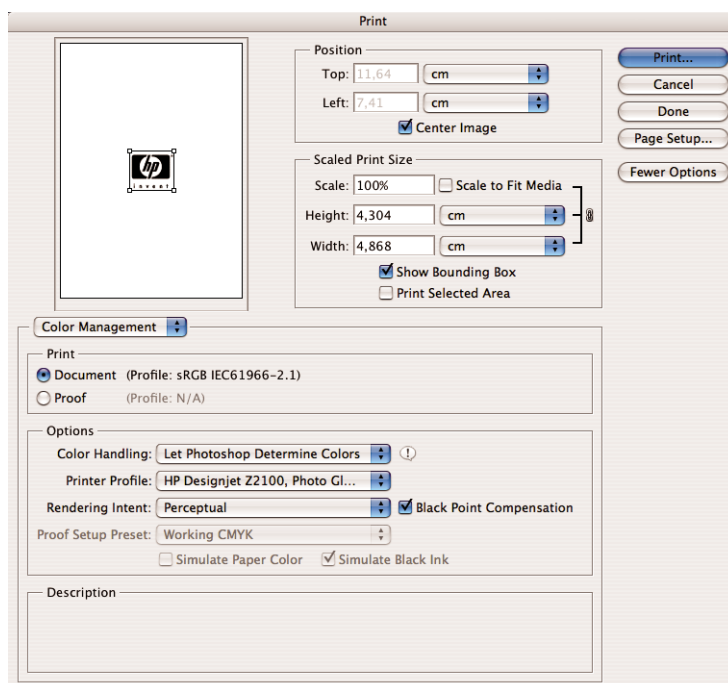 Print
hp
invent
Position
Top: 11,64 cm
Left: 7,41 cm
Center Image
Scaled Print Size
Scale: 100% Scale to Fit Media
Height: 4,304 cm
Width: 4,868 cm
Show Bounding Box
Print Selected Area
Print...
Cancel
Done
Page Setup...
Fewer Options
Color Management
Print
Document (Profile: sRGB IEC61966-2.1)
Proof (Profile: N/A)
Options
Color Handling: Let Photoshop Determine Colors
Printer Profile: HP Designjet Z2100, Photo Gl...
Rendering Intent: Perceptual Black Point Compensation
Proof Setup Preset: Working CMYK
Simulate Paper Color Simulate Black Ink
Description